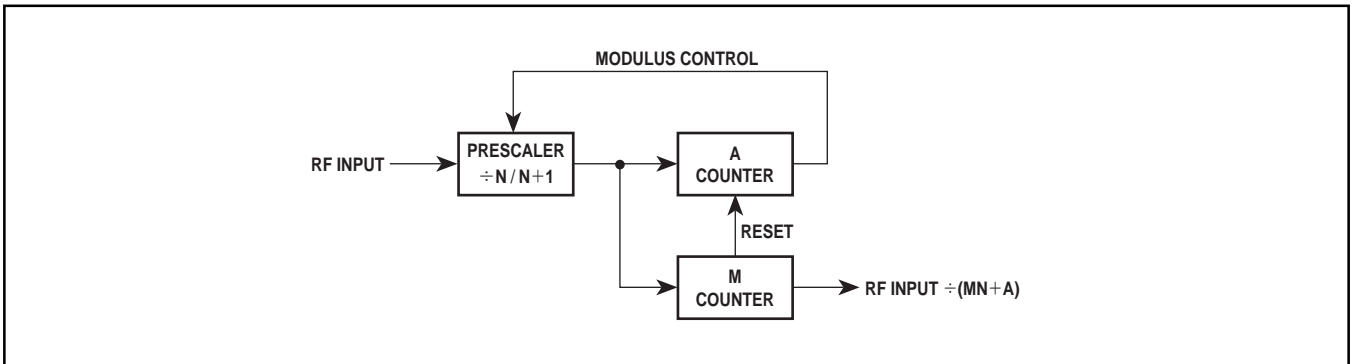 MODULUS CONTROL
RF INPUT
PRESCALER
÷N/N+1
A
COUNTER
RESET
M
COUNTER
RF INPUT ÷(MN+A)